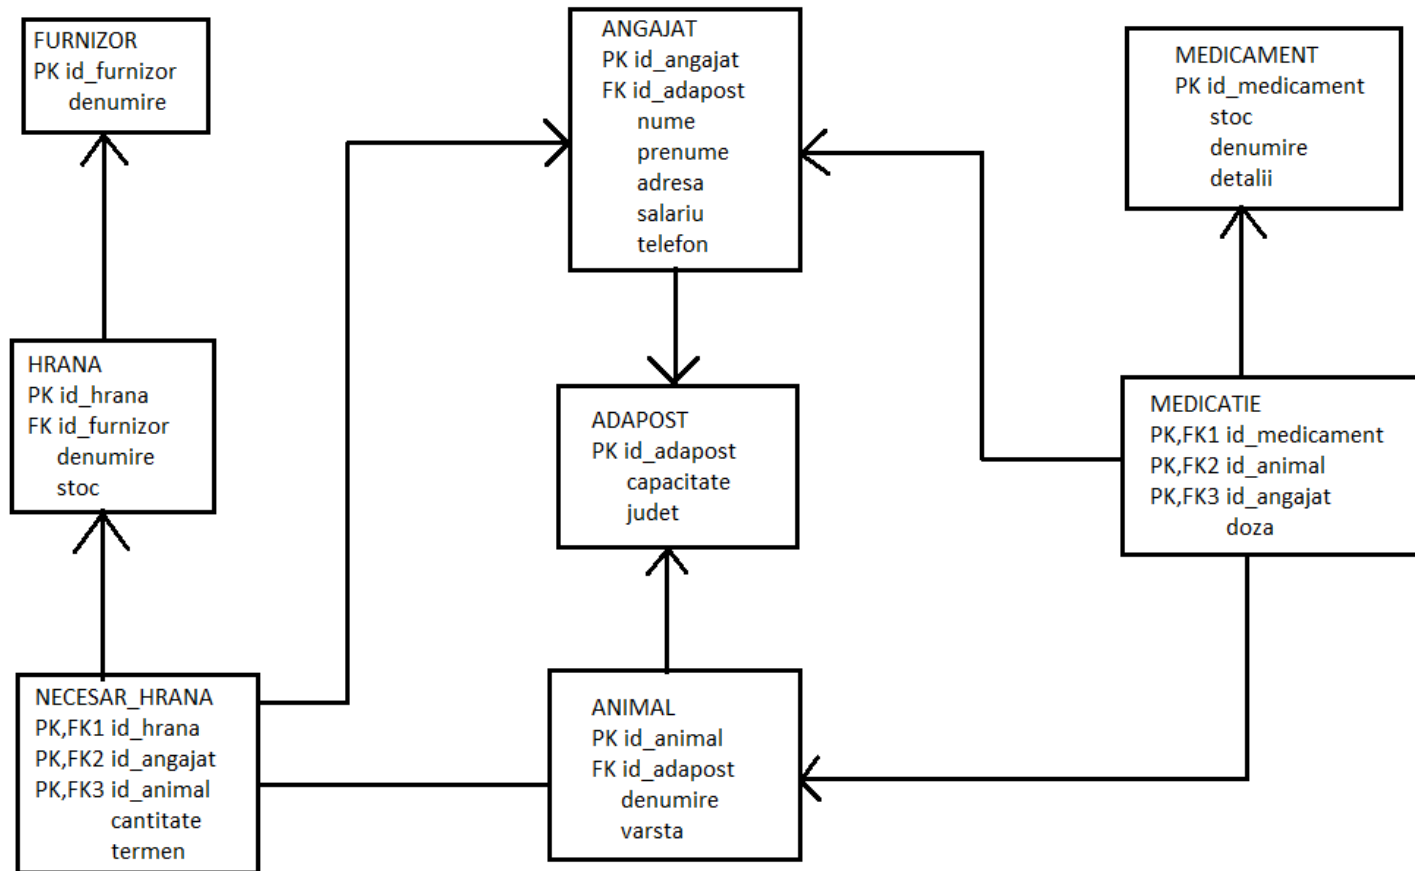 FURNIZOR
PK id_furnizor
denumire
ANGAJAT
PK id_angajat
FK id_adapost
nume
prenume
adresa
salariu
telefon
MEDICAMENT
PK id_medicament
stoc
denumire
detalii
HRANA
PK id_hrana
FK id_furnizor
denumire
stoc
ADAPOST
PK id_adapost
capacitate
judet
MEDICATIE
PK,FK1 id_medicament
PK,FK2 id_animal
PK,FK3 id_angajat
doza
NECESAR_HRANA
PK,FK1 id_hrana
PK,FK2 id_angajat
PK,FK3 id_animal
cantitate
termen
ANIMAL
PK id_animal
FK id_adapost
denumire
varsta